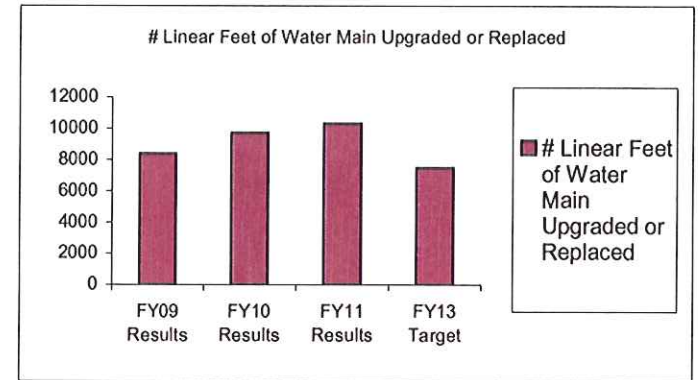 # Linear Feet of Water Main Upgraded or Replaced
12000
10000
8000
6000
4000
2000
0
FY09 Results
FY10 Results
FY11 Results
FY13 Target
# Linear Feet
of Water
Main
Upgraded or
Replaced